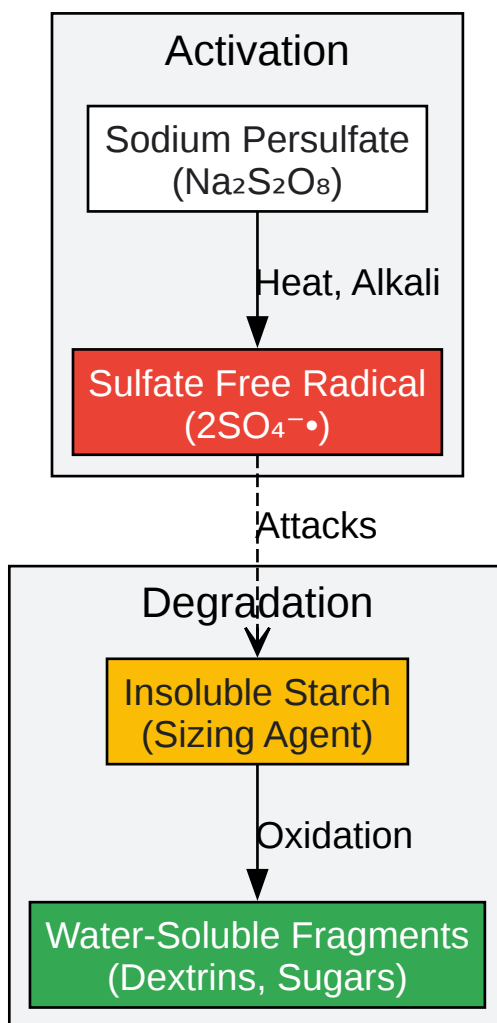 Activation
Sodium Persulfate
(Na₂S₂O₈)
Heat, Alkali
Sulfate Free Radical
(2SO₄⁻•)
Attacks
Degradation
Insoluble Starch
(Sizing Agent)
Oxidation
Water-Soluble Fragments
(Dextrins, Sugars)